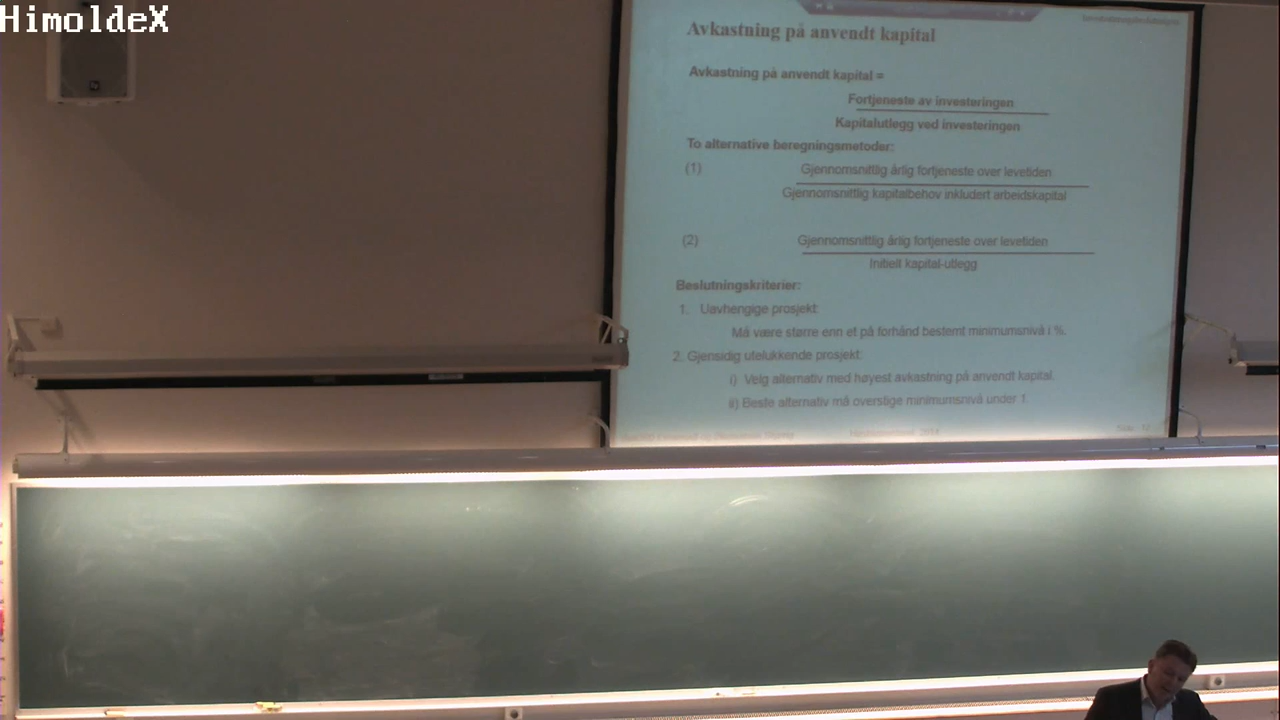 HimoldeX
Avkastning på anvendt kapital
Avkastning på anvendt kapital =
Fortjeneste av investeringen
Kapitalutlegg ved investeringen
To alternative beregningsmetoder:
(1)
Gjennomsnittlig årlig fortjeneste over levetiden
Gjennomsnittlig kapitalbehov inkludert arbeidskapital
(2)
Gjennomsnittlig årlig fortjeneste over levetiden
Initielt kapital-utlegg
Beslutningskriterier:
1. Uavhengige prosjekt:
Må være større enn et på forhånd bestemt minimumsnivå i %.
2. Gjensidig utelukkende prosjekt:
i) Velg alternativ med høyest avkastning på anvendt kapital.
ii) Beste alternativ må overstige minimumsnivå under 1.